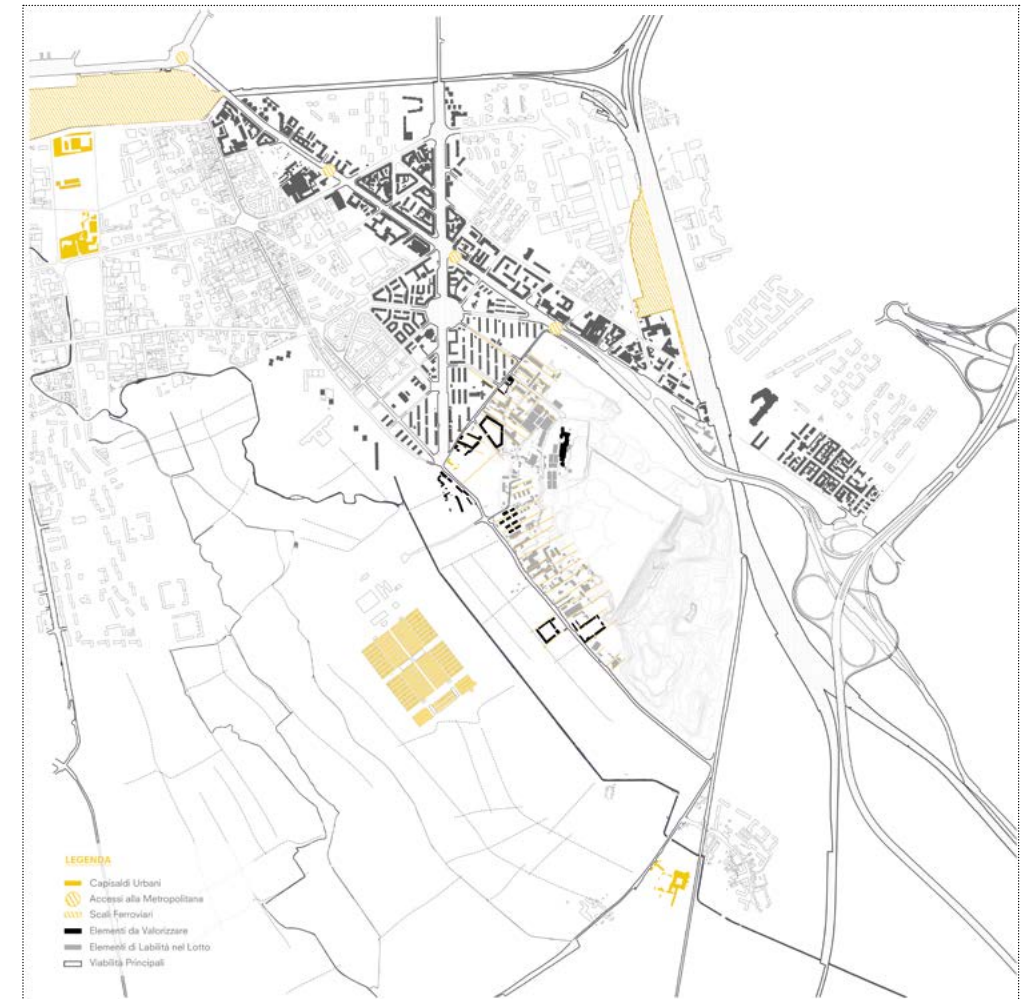 LEGENDA
Capisaldi Urbani
Accessi alla Metropolitana
Scali Ferroviari
Elementi da Valorizzare
Elementi di Labilità nel Lotto
Viabilità Principali